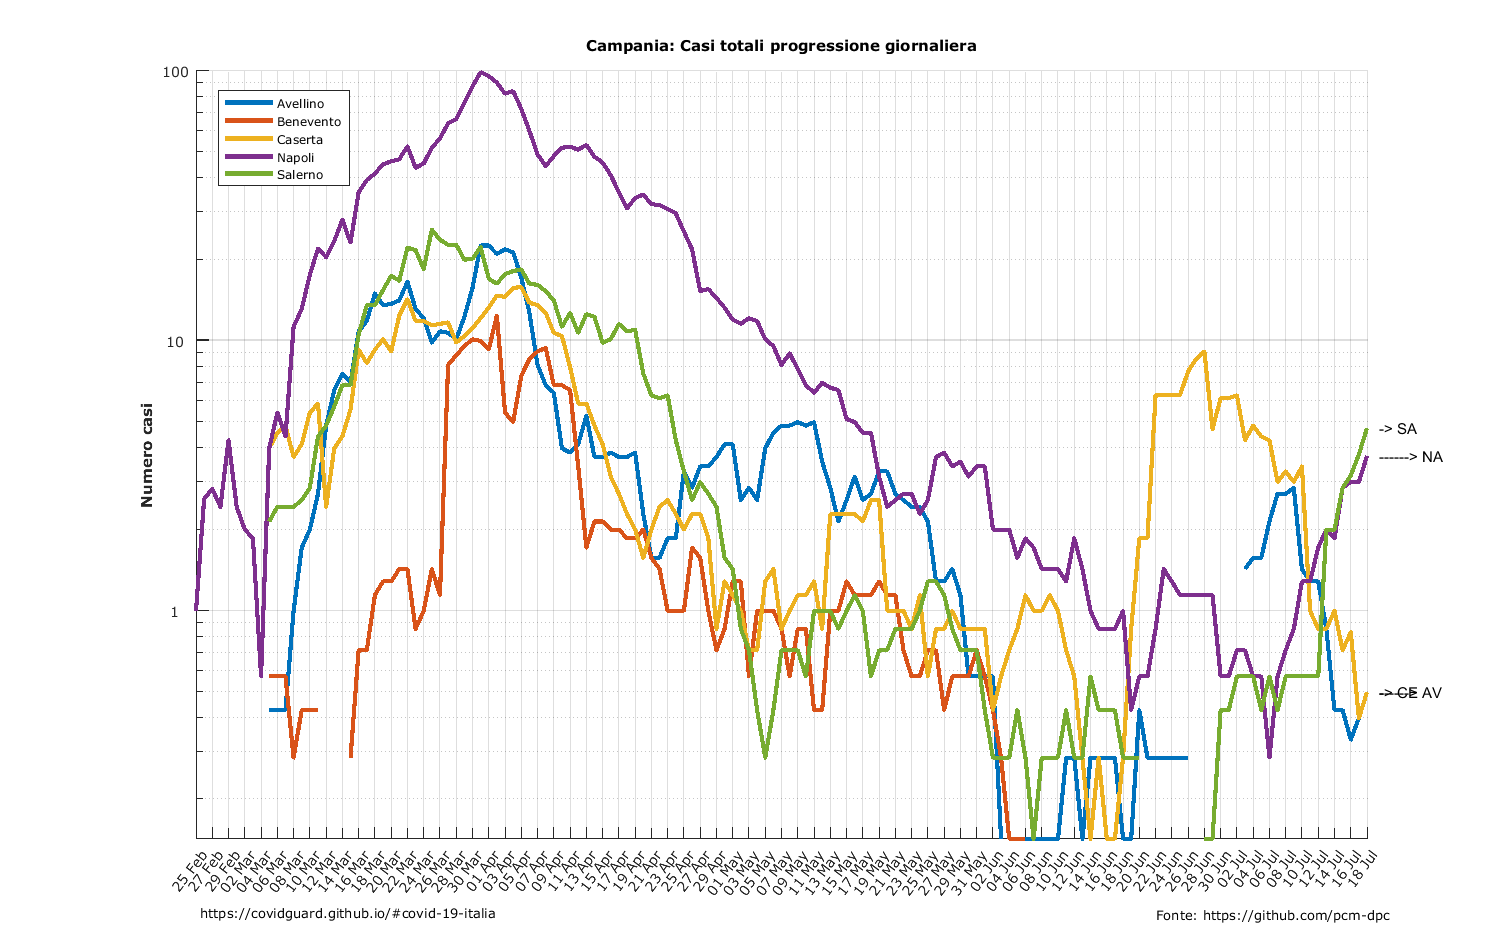 Campania: Casi totali progressione giornaliera
100
10
1
Numero casi
Avellino
Benevento
Caserta
Napoli
Salerno
-> SA
------> NA
-> CE AV
25 Feb
27 Feb
29 Feb
02 Mar
04 Mar
06 Mar
08 Mar
10 Mar
12 Mar
14 Mar
16 Mar
18 Mar
20 Mar
22 Mar
24 Mar
26 Mar
28 Mar
30 Mar
01 Apr
03 Apr
05 Apr
07 Apr
09 Apr
11 Apr
13 Apr
15 Apr
17 Apr
19 Apr
21 Apr
23 Apr
25 Apr
27 Apr
29 Apr
01 May
03 May
05 May
07 May
09 May
11 May
13 May
15 May
17 May
19 May
21 May
23 May
25 May
27 May
29 May
31 May
02 Jun
04 Jun
06 Jun
08 Jun
10 Jun
12 Jun
14 Jun
16 Jun
18 Jun
20 Jun
22 Jun
24 Jun
26 Jun
28 Jun
30 Jun
02 Jul
04 Jul
06 Jul
08 Jul
10 Jul
12 Jul
14 Jul
16 Jul
18 Jul
https://covidguard.github.io/#covid-19-italia
Fonte: https://github.com/pcm-dpc